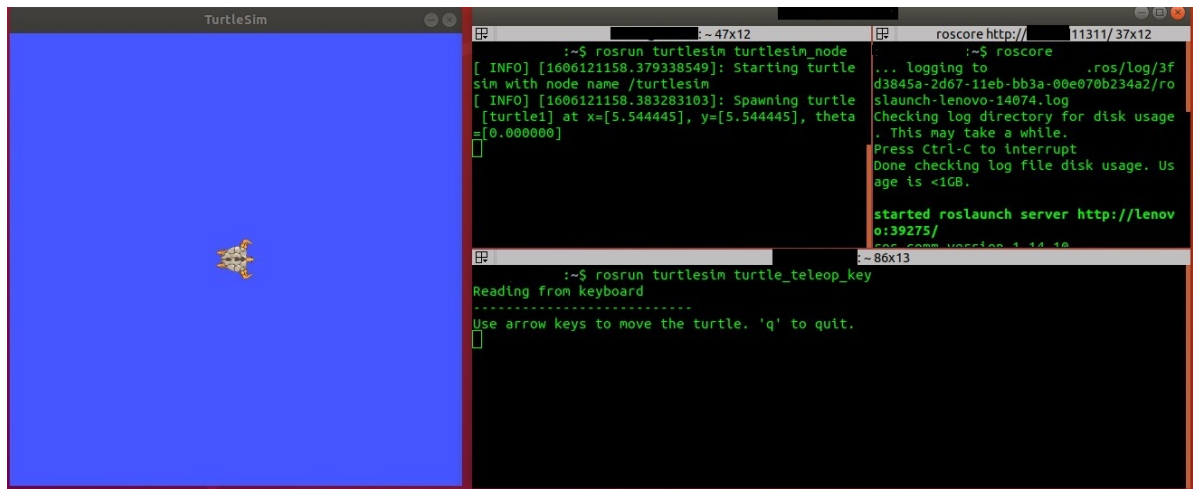 TurtleSim
: ~ 47x12
:~$ rosrun turtlesim turtlesim_node
[ INFO] [1606121158.379338549]: Starting turtle
sim with node name /turtlesim
[ INFO] [1606121158.383283103]: Spawning turtle
[turtle1] at x=[5.544445], y=[5.544445], theta
=[0.000000]
roscore http:// 11311/ 37x12
:~$ roscore
... logging to .ros/log/3f
d3845a-2d67-11eb-bb3a-00e070b234a2/ro
slaunch-lenovo-14074.log
Checking log directory for disk usage
. This may take a while.
Press Ctrl-C to interrupt
Done checking log file disk usage. Us
age is <1GB.
started roslaunch server http://lenov
o:39275/
ros_comm version 1.14.10
: ~ 86x13
:~$ rosrun turtlesim turtle_teleop_key
Reading from keyboard
---------------------------
Use arrow keys to move the turtle. 'q' to quit.